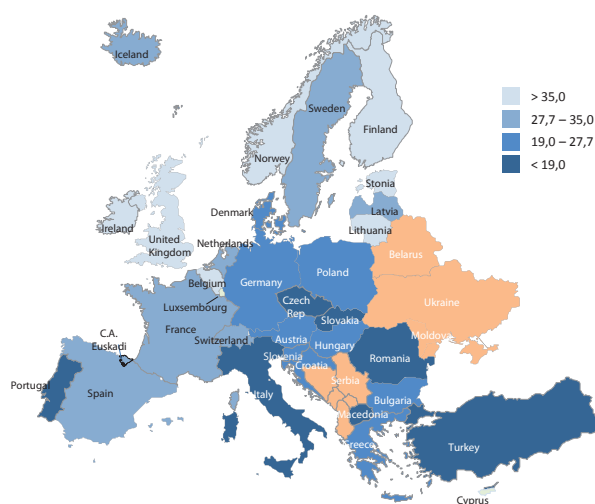 Iceland
> 35,0
27,7 – 35,0
19,0 – 27,7
< 19,0
Sweden
Finland
Norwey
Stonia
Denmark
Latvia
Lithuania
Ireland
United
Kingdom
Netherlands
Belarus
Belgium
Germany
Poland
Luxembourg
Czech
Rep
Ukraine
Slovakia
C.A.
Euskadi
France
Switzerland
Austria
Hungary
Moldova
Slovenia
Romania
Croatia
Portugal
Spain
Italy
Serbia
Bulgaria
Macedonia
Greece
Turkey
Cyprus